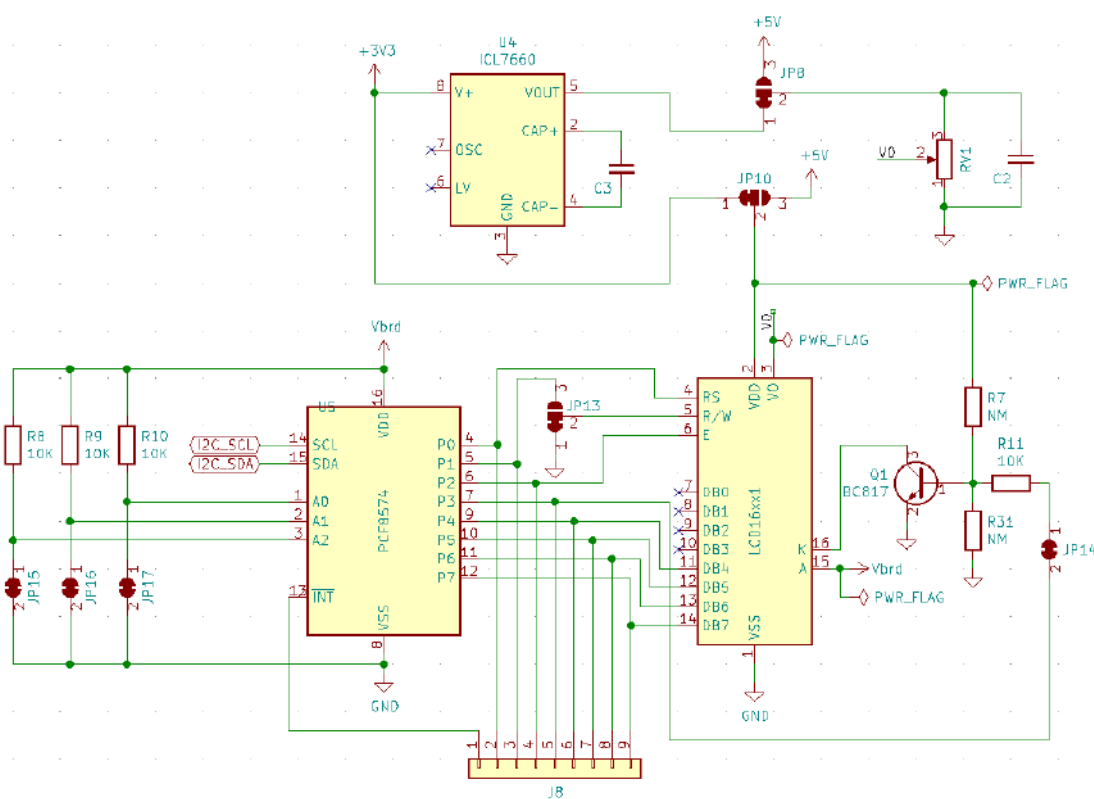 +5V
U4
ICL7660
+3V3
3
JP8
8
V+
VOUT
5
2
1
CAP+
2
7
OSC
C3
6
LV
CAP-
4
GND
3
3
VO
2
RV1
1
C2
+5V
JP10
1
3
2
PWR_FLAG
VO
PWR_FLAG
2
3
VDD
VO
Vbrd
16
U5
VDD
R8
10K
R9
10K
R10
10K
I2C_SCL
14
SCL
I2C_SDA
15
SDA
1
A0
2
A1
3
A2
13
INT
PCF8574
P0
4
P1
5
P2
6
P3
7
P4
9
P5
10
P6
11
P7
12
VSS
8
GND
1
JP15
2
1
JP16
2
1
JP17
2
3
JP13
2
1
4
RS
5
R/W
6
E
7
DB0
8
DB1
9
DB2
10
DB3
11
DB4
12
DB5
13
DB6
14
DB7
LCD16xx1
K
16
A
15
Vbrd
PWR_FLAG
VSS
1
GND
R7
NM
R11
10K
Q1
BC817
3
1
2
R31
NM
1
JP14
2
1
2
3
4
5
6
7
8
9
J8